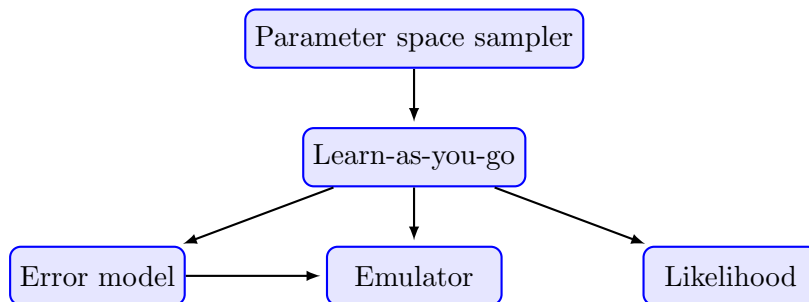 Parameter space sampler
Learn-as-you-go
Error model
Emulator
Likelihood